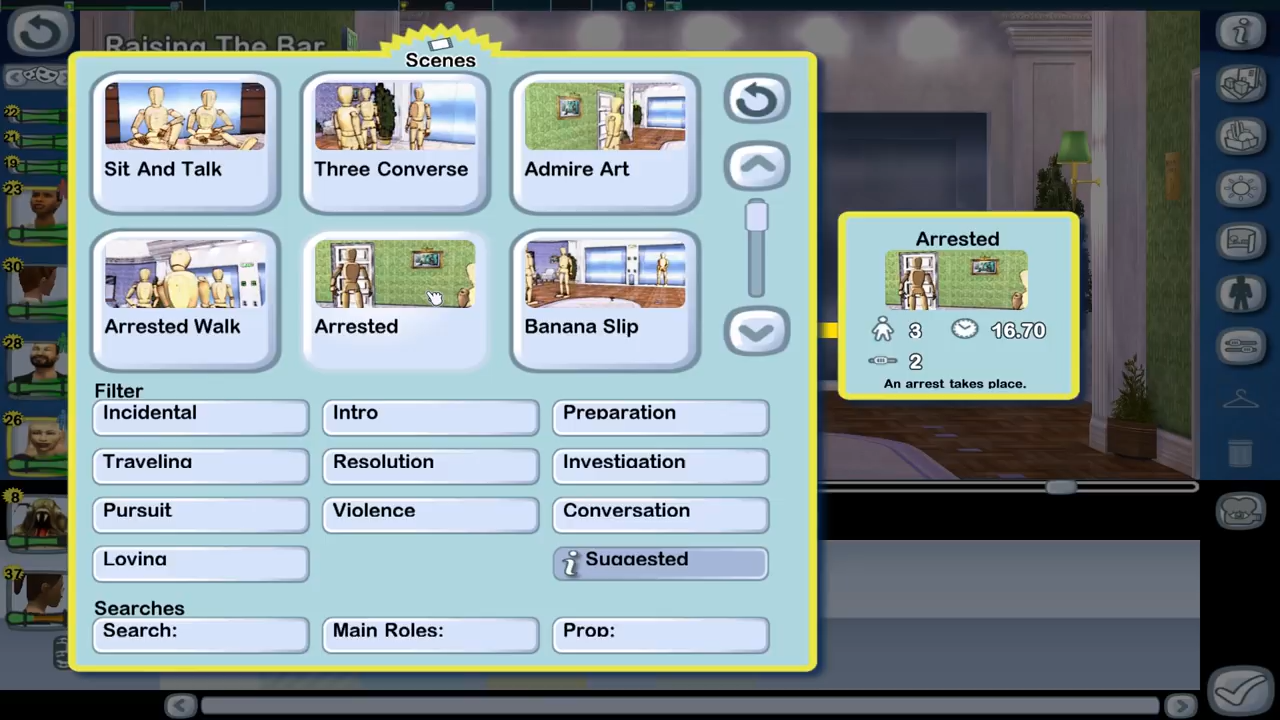 Raising The Bar
Scenes
Sit And Talk
Three Converse
Admire Art
Arrested Walk
Arrested
Banana Slip
Filter
Incidental
Intro
Preparation
Traveling
Resolution
Investigation
Pursuit
Violence
Conversation
Loving
Suggested
Searches
Search:
Main Roles:
Prop:
Arrested
3
16.70
2
An arrest takes place.
22
21
19
23
30
28
26
8
37